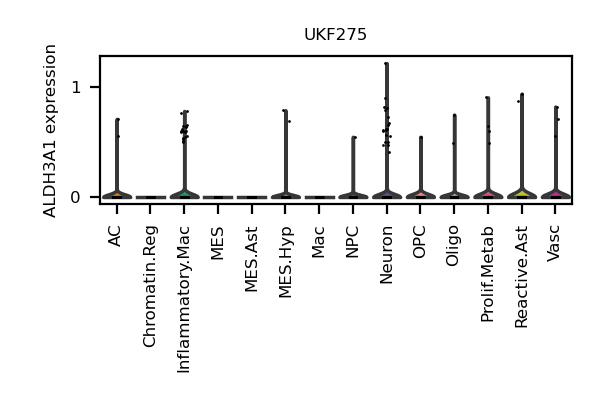 UKF275
ALDH3A1 expression
1
0
AC
Chromatin.Reg
Inflammatory.Mac
MES
MES.Ast
MES.Hyp
Mac
NPC
Neuron
OPC
Oligo
Prolif.Metab
Reactive.Ast
Vasc